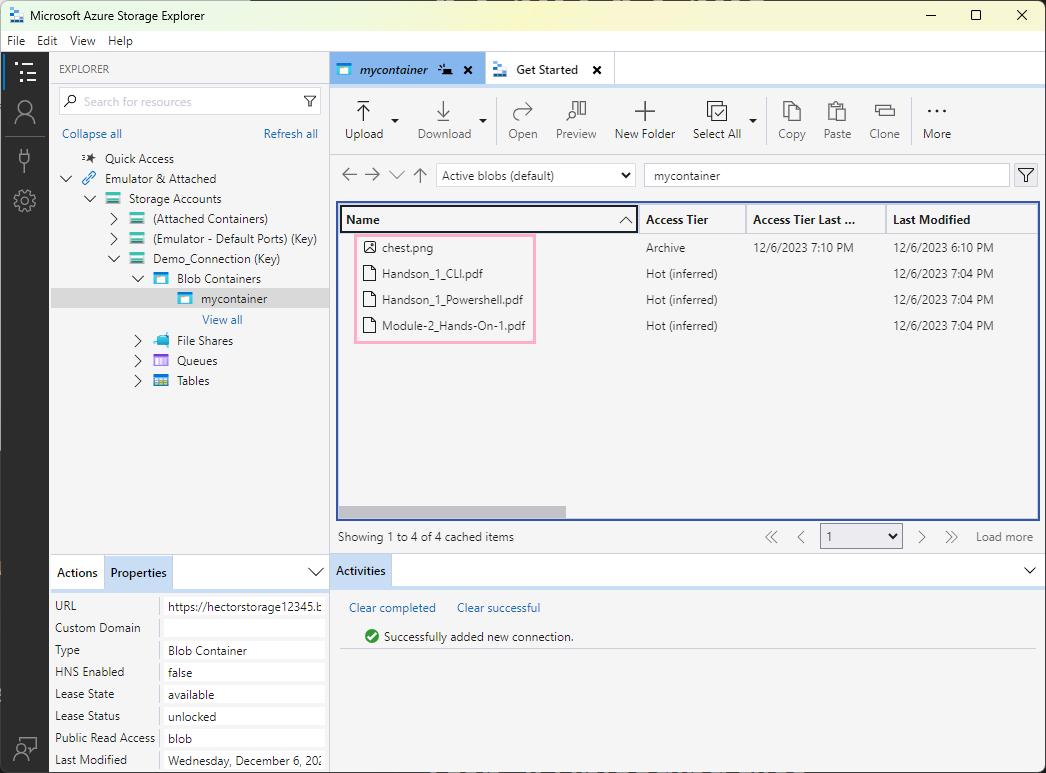 Microsoft Azure Storage Explorer
File Edit View Help
EXPLORER
Search for resources
Collapse all Refresh all
Quick Access
Emulator & Attached
Storage Accounts
(Attached Containers)
(Emulator - Default Ports) (Key)
Demo_Connection (Key)
Blob Containers
mycontainer
View all
File Shares
Queues
Tables
mycontainer Get Started
Upload Download Open Preview New Folder Select All Copy Paste Clone More
Active blobs (default) mycontainer
Name Access Tier Access Tier Last ... Last Modified
chest.png Archive 12/6/2023 7:10 PM 12/6/2023 6:10 PM
Handson_1_CLI.pdf Hot (inferred) 12/6/2023 7:04 PM
Handson_1_Powershell.pdf Hot (inferred) 12/6/2023 7:04 PM
Module-2_Hands-On-1.pdf Hot (inferred) 12/6/2023 7:04 PM
Showing 1 to 4 of 4 cached items 1 Load more
Actions Properties
URL https://hectorstorage12345.b
Custom Domain
Type Blob Container
HNS Enabled false
Lease State available
Lease Status unlocked
Public Read Access blob
Last Modified Wednesday, December 6, 202
Activities
Clear completed Clear successful
Successfully added new connection.